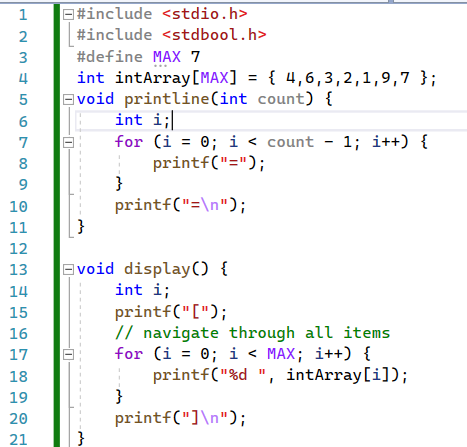 1 #include <stdio.h>
2 #include <stdbool.h>
3 #define MAX 7
4 int intArray[MAX] = { 4,6,3,2,1,9,7 };
5 void printline(int count) {
6     int i;
7     for (i = 0; i < count - 1; i++) {
8         printf("=");
9     }
10     printf("=\n");
11 }
12
13 void display() {
14     int i;
15     printf("[");
16     // navigate through all items
17     for (i = 0; i < MAX; i++) {
18         printf("%d ", intArray[i]);
19     }
20     printf("]\n");
21 }